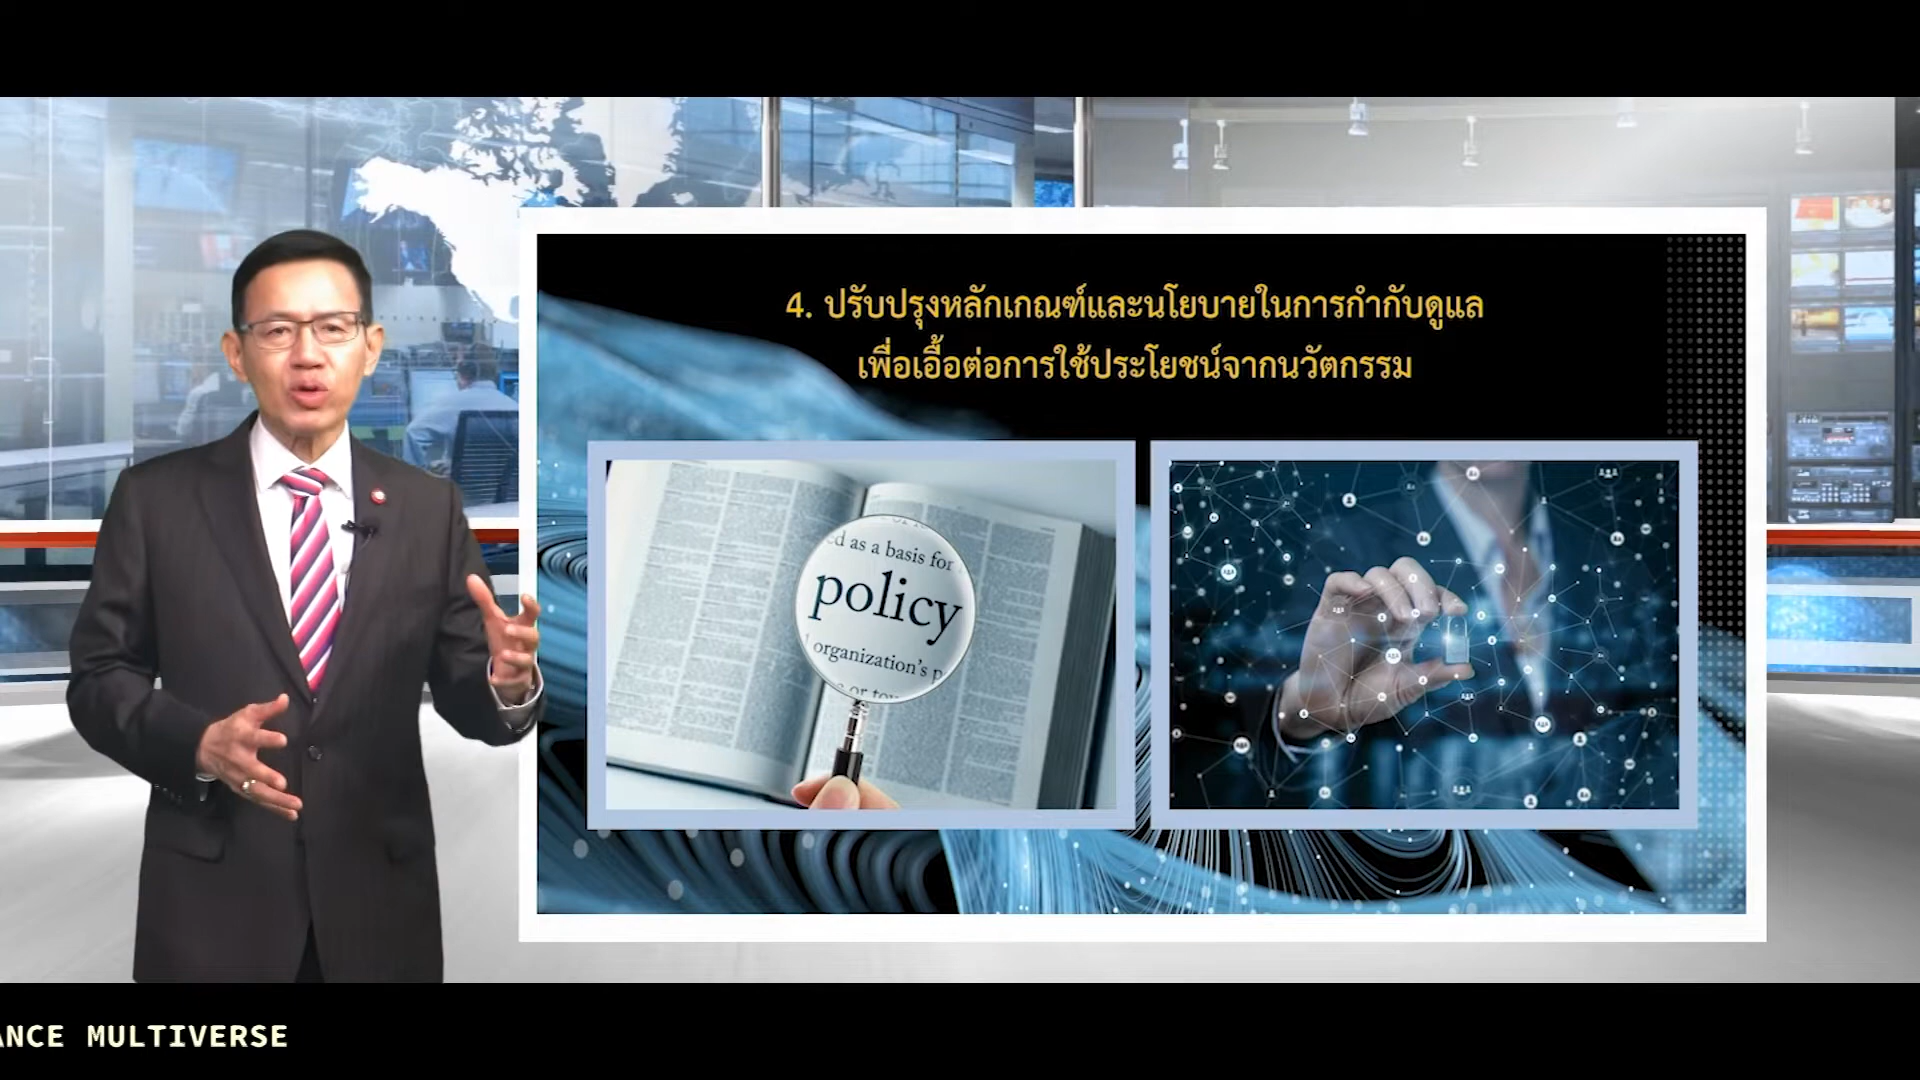 4. ปรับปรุงหลักเกณฑ์และนโยบายในการกำกับดูแล
เพื่อเอื้อต่อการใช้ประโยชน์จากนวัตกรรม
ed as a basis for
policy
organization's p
or tow
ANCE MULTIVERSE